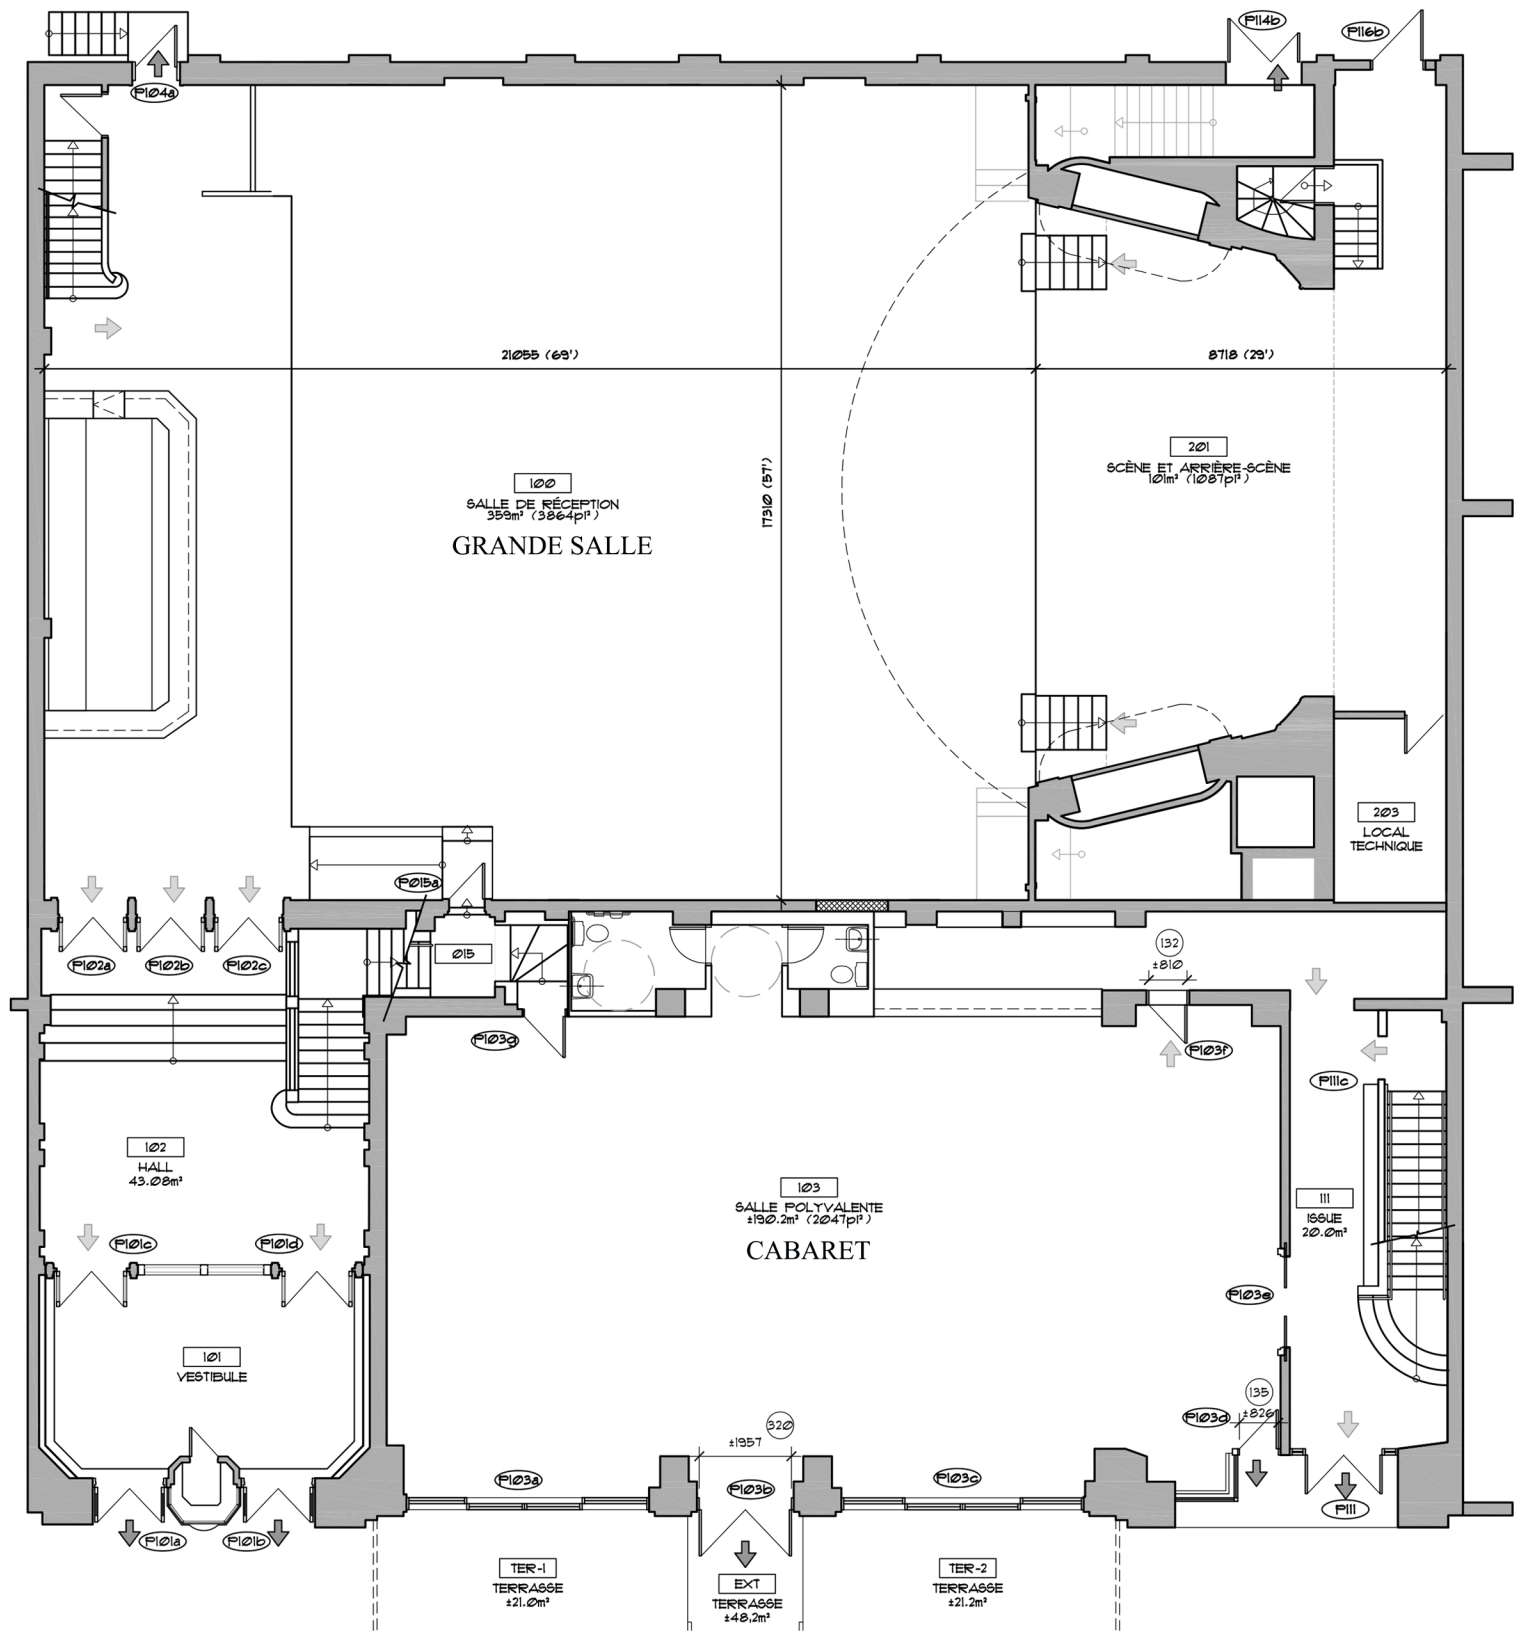 P114b
P116b
P104a
21055 (69')
8718 (29')
17310 (57')
201
SCÈNE ET ARRIÈRE-SCÈNE
101m² (1087pi²)
100
SALLE DE RÉCEPTION
359m² (3864pi²)
GRANDE SALLE
203
LOCAL
TECHNIQUE
P015a
015
132
±810
P102a
P102b
P102c
P103g
P103f
P111c
102
HALL
43.08m²
103
SALLE POLYVALENTE
±190.2m² (2047pi²)
CABARET
111
ISSUE
20.0m²
P101c
P101d
P103e
101
VESTIBULE
135
±826
P103d
320
±1957
P103a
P103b
P103c
P111
P101a
P101b
TER-1
TERRASSE
±21.0m²
EXT
TERRASSE
±48,2m²
TER-2
TERRASSE
±21.2m²